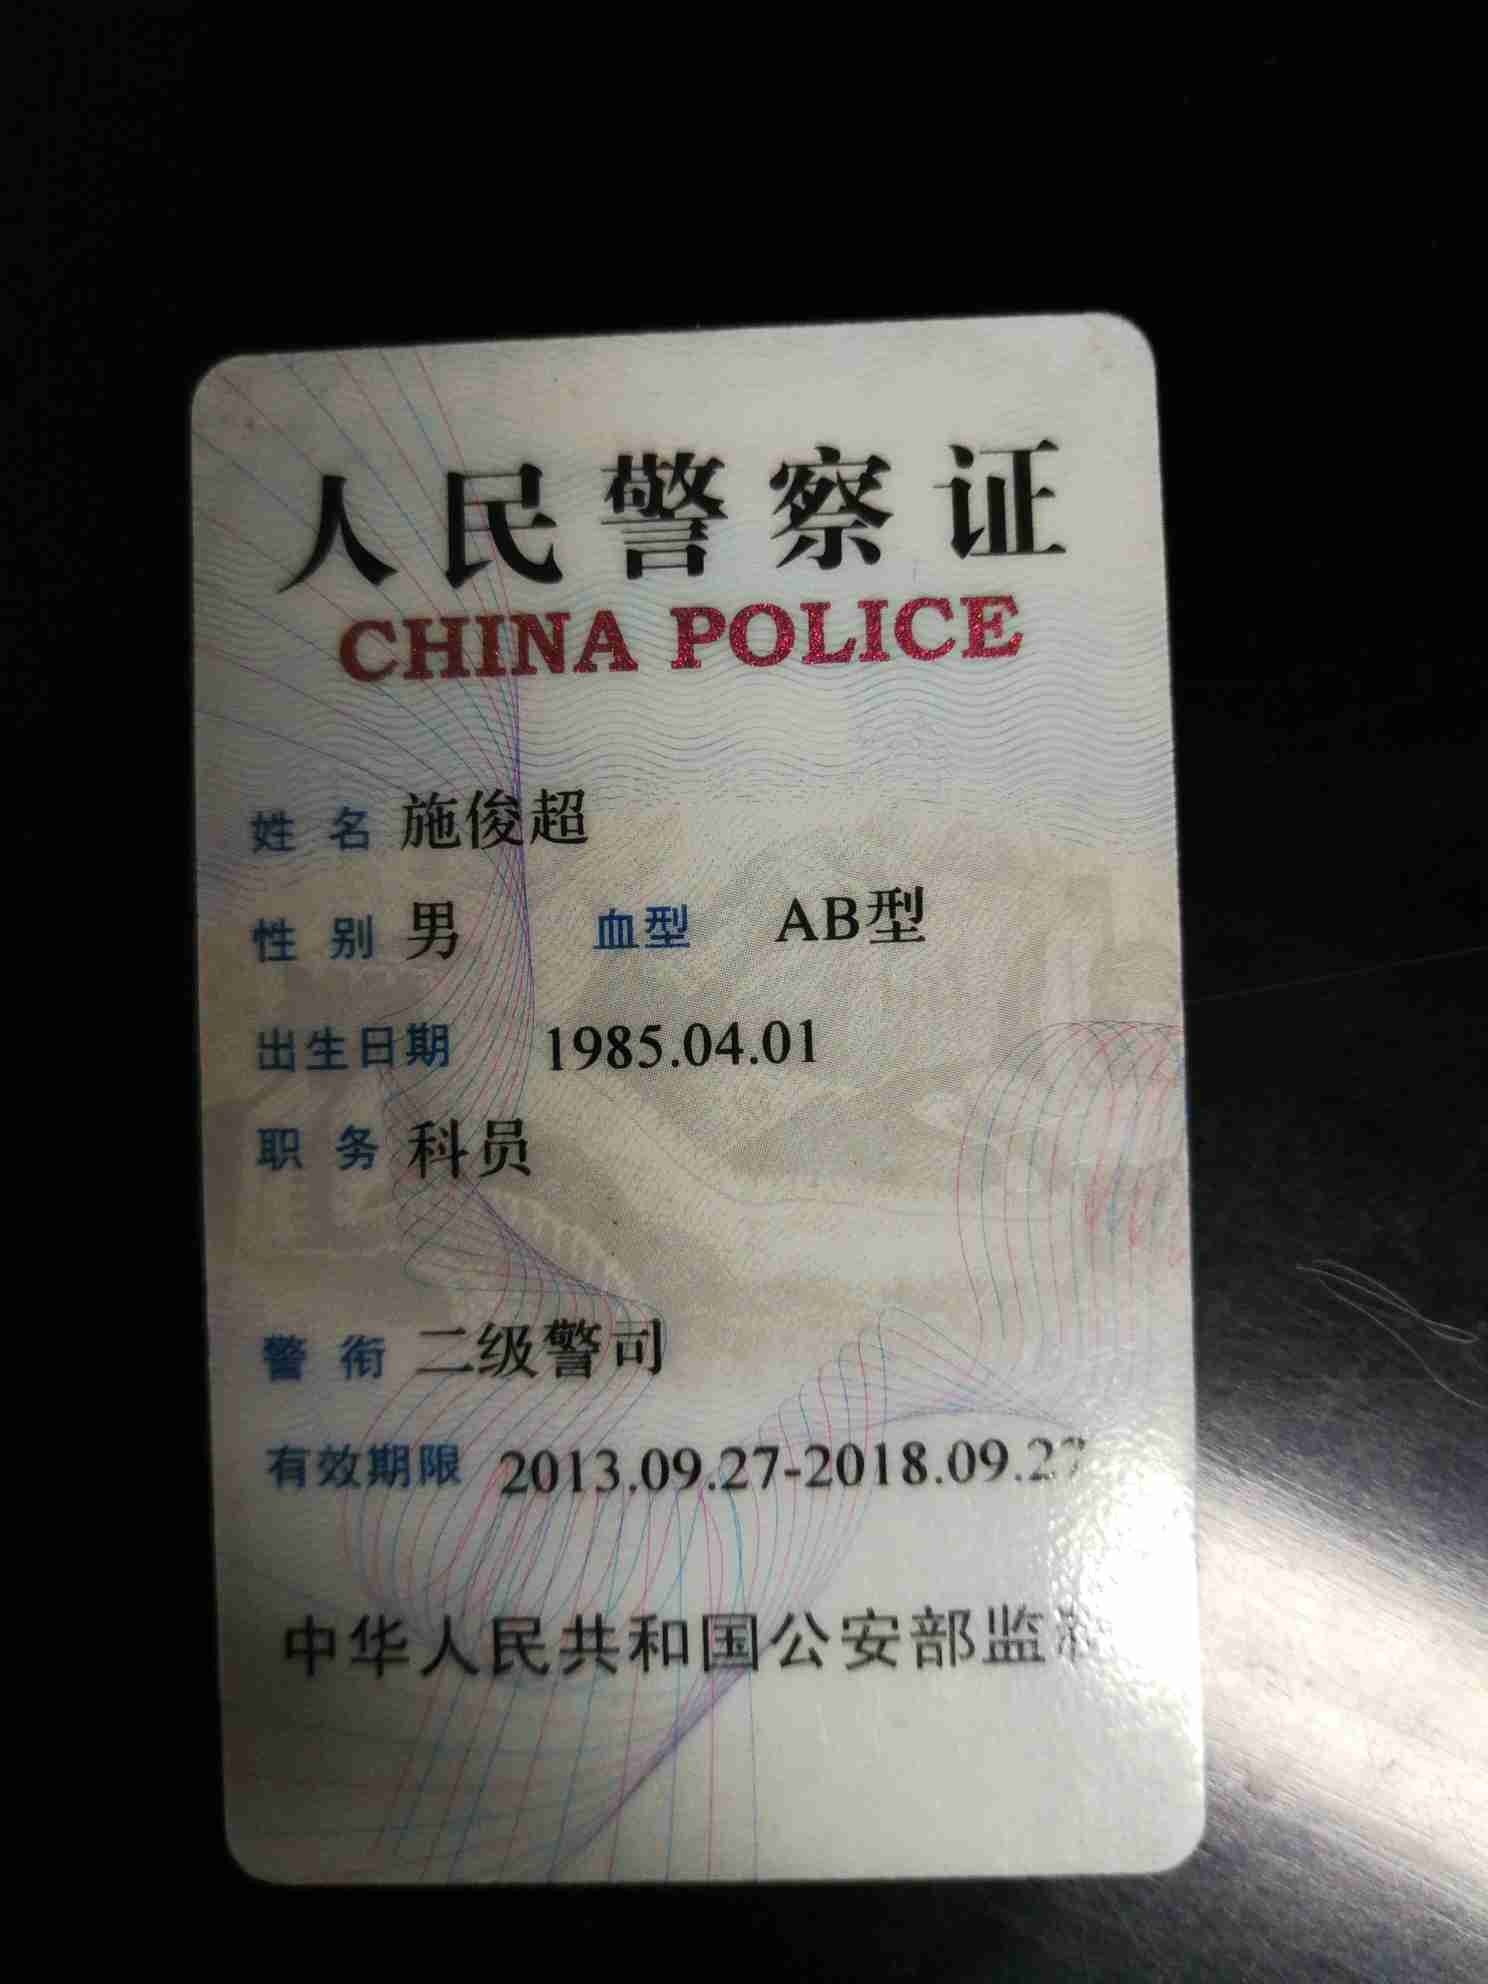 人民警察证
CHINA POLICE
姓 名 施俊超
性 别 男 血型 AB型
出生日期 1985.04.01
职 务 科员
警 衔 二级警司
有效期限 2013.09.27-2018.09.27
中华人民共和国公安部监制